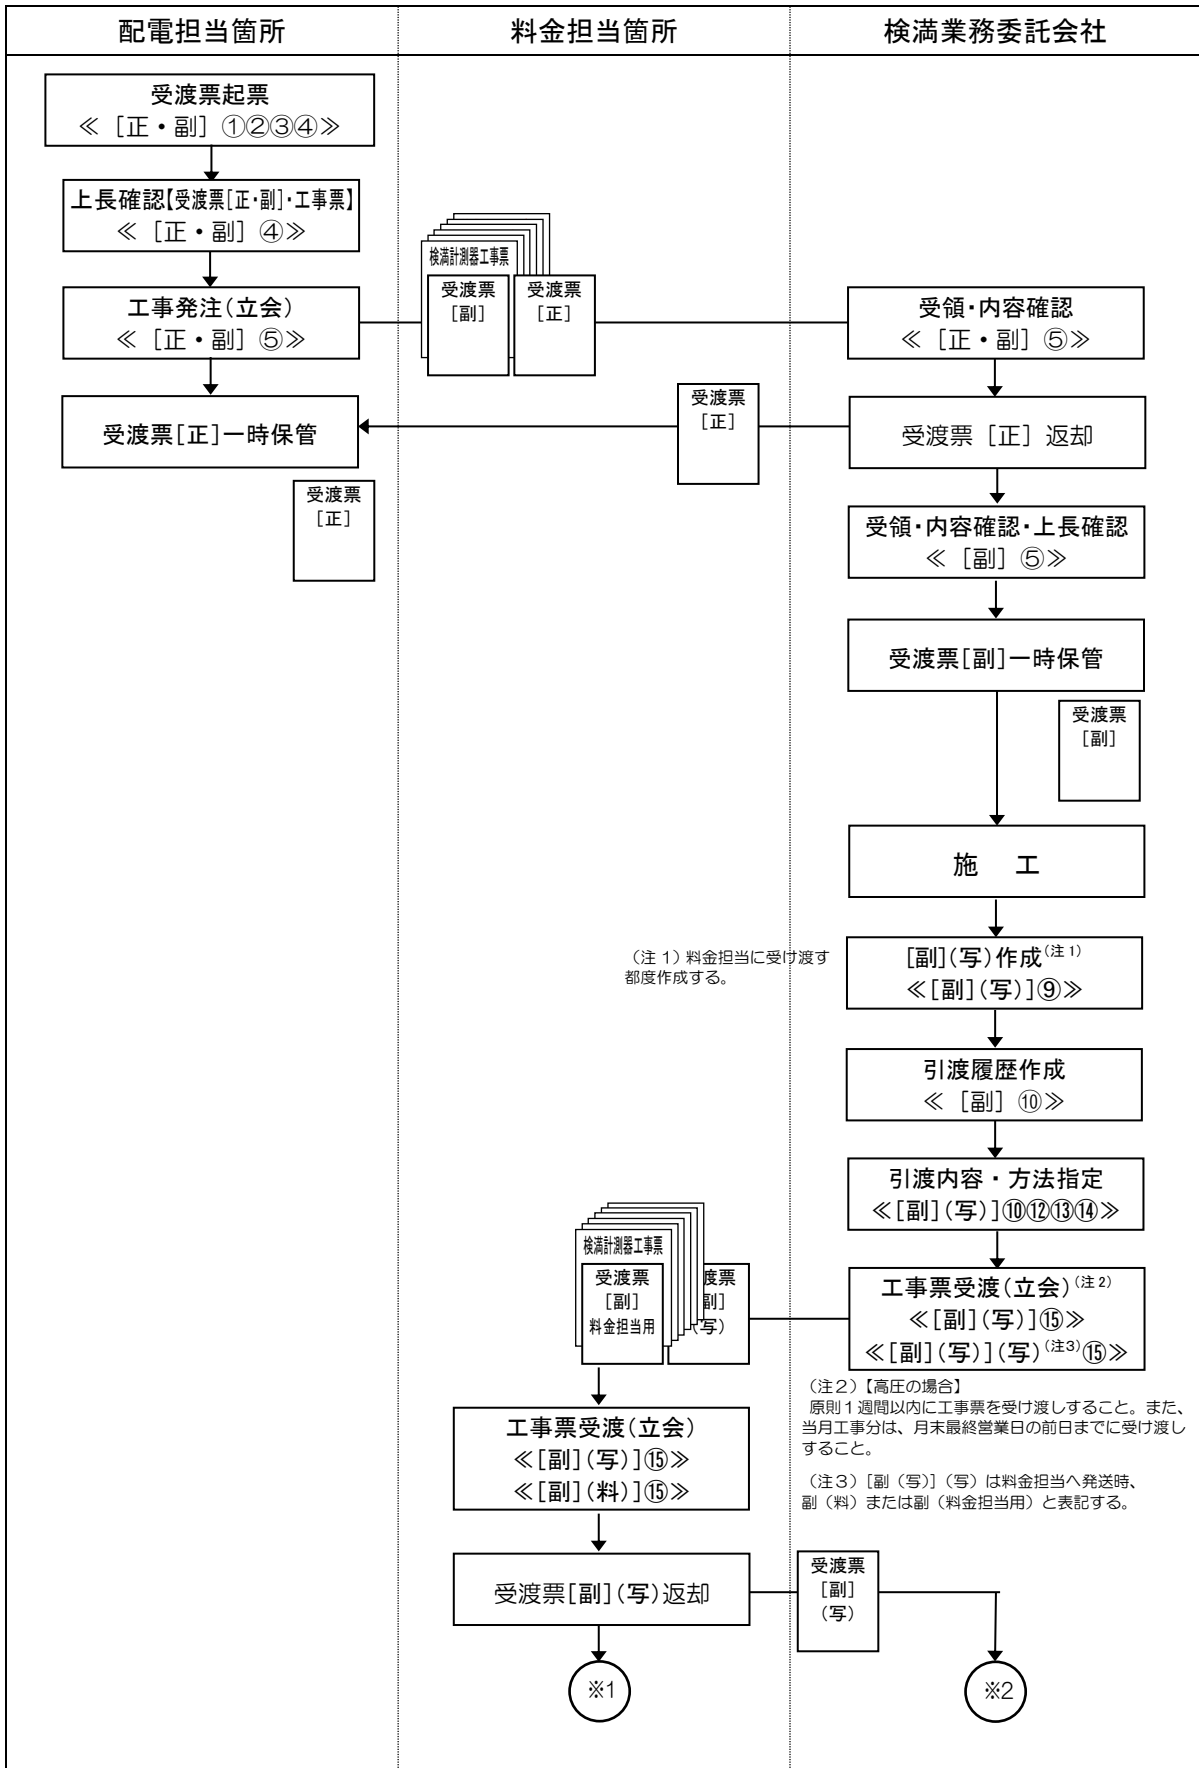 配電担当箇所
料金担当箇所
検満業務委託会社
受渡票起票
≪ [正・副] ①②③④≫
上長確認【受渡票[正・副]・工事票】
≪ [正・副] ④≫
工事発注(立会)
≪ [正・副] ⑤≫
検満計測器工事票
受渡票
[副]
受渡票
[正]
受領・内容確認
≪ [正・副] ⑤≫
受渡票[正]一時保管
受渡票
[正]
受渡票
[正]
受渡票 [正] 返却
受領・内容確認・上長確認
≪ [副] ⑤≫
受渡票[副]一時保管
受渡票
[副]
施 工
(注 1) 料金担当に受け渡す
都度作成する。
[副](写)作成(注 1)
≪[副](写)]⑨≫
引渡履歴作成
≪ [副] ⑩≫
引渡内容・方法指定
≪[副](写)]⑩⑫⑬⑭≫
検満計測器工事票
受渡票
[副]
料金担当用
渡票
副]
写)
工事票受渡(立会)(注 2)
≪[副](写)]⑮≫
≪[副](写)](写)(注3)⑮≫
(注2)【高圧の場合】
原則1週間以内に工事票を受け渡しすること。また、
当月工事分は、月末最終営業日の前日までに受け渡し
すること。
(注3)[副(写)](写)は料金担当へ発送時、
副(料)または副(料金担当用)と表記する。
工事票受渡(立会)
≪[副](写)]⑮≫
≪[副](料)]⑮≫
受渡票[副](写)返却
受渡票
[副]
(写)
※1
※2